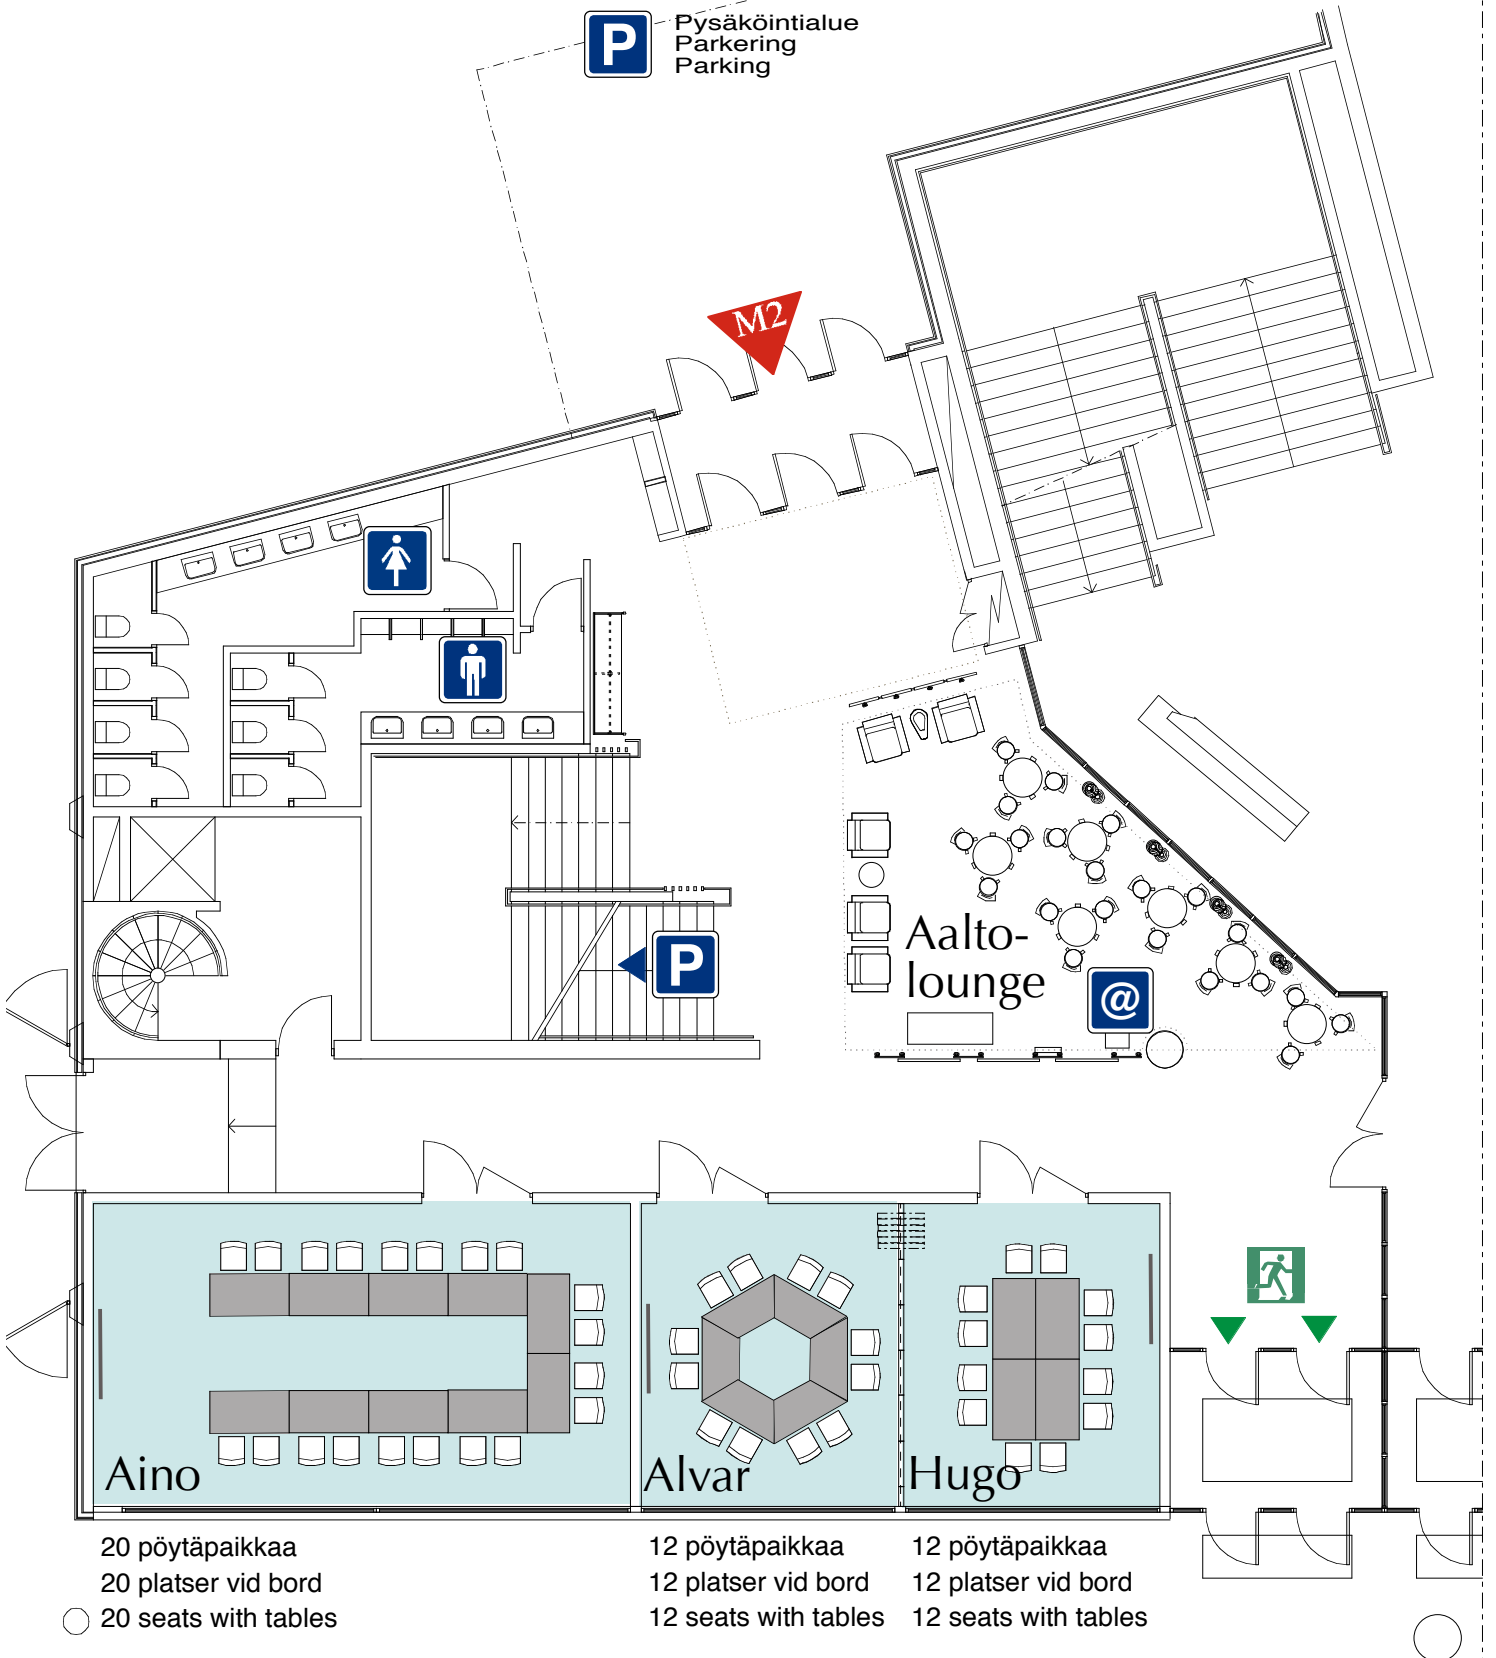 P
Pysäköintialue
Parkering
Parking
M2
Aalto-
lounge
P
@
Aino
Alvar
Hugo
20 pöytäpaikkaa
20 platser vid bord
20 seats with tables
12 pöytäpaikkaa
12 platser vid bord
12 seats with tables
12 pöytäpaikkaa
12 platser vid bord
12 seats with tables